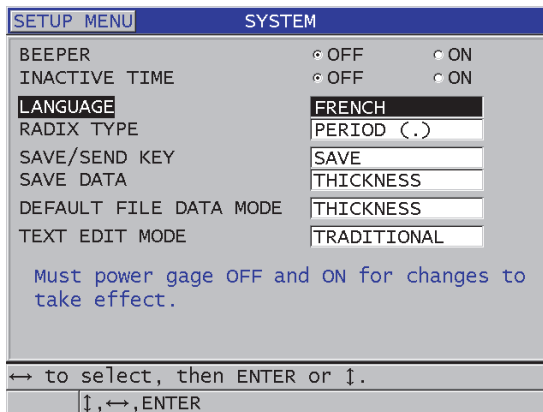 SETUP MENU SYSTEM
BEEPER OFF ON
INACTIVE TIME OFF ON
LANGUAGE FRENCH
RADIX TYPE PERIOD (.)
SAVE/SEND KEY SAVE
SAVE DATA THICKNESS
DEFAULT FILE DATA MODE THICKNESS
TEXT EDIT MODE TRADITIONAL
Must power gage OFF and ON for changes to
take effect.
↔ to select, then ENTER or ↕.
↕,↔,ENTER